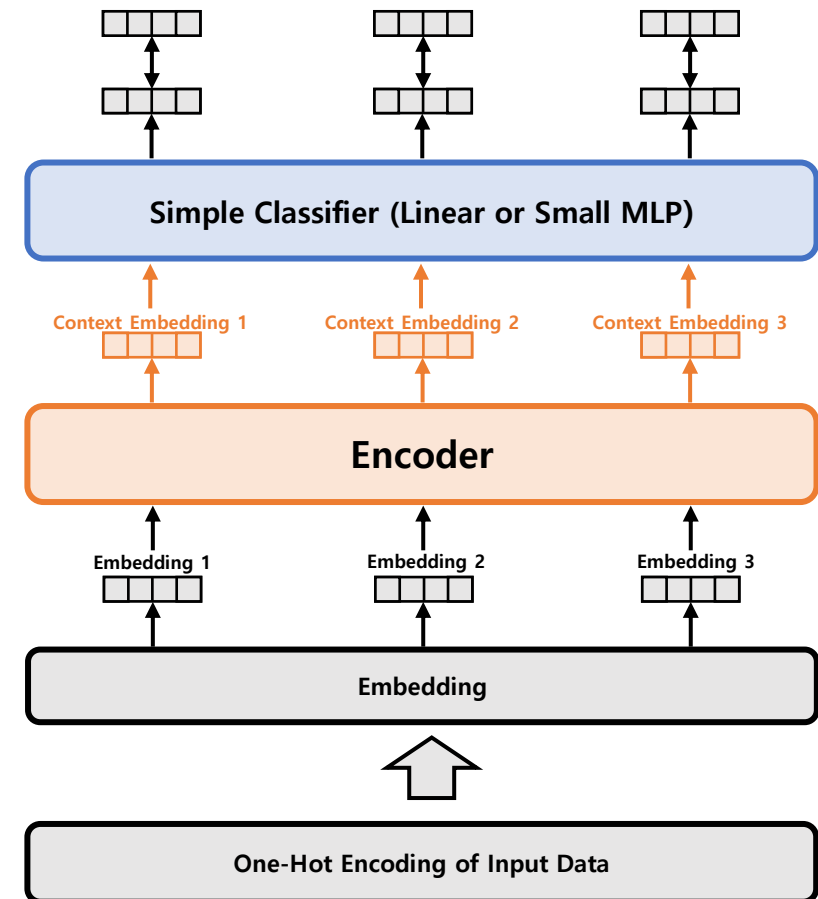 Simple Classifier (Linear or Small MLP)
Context Embedding 1
Context Embedding 2
Context Embedding 3
Encoder
Embedding 1
Embedding 2
Embedding 3
Embedding
One-Hot Encoding of Input Data